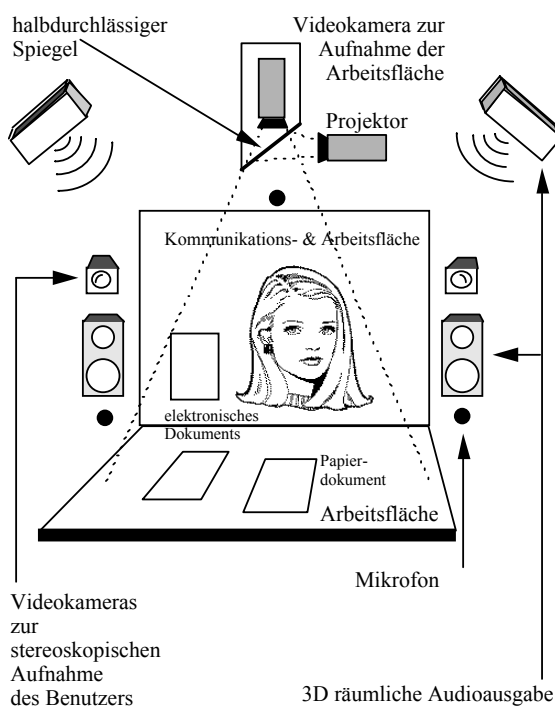 halbdurchlässiger
Spiegel
Videokamera zur
Aufnahme der
Arbeitsfläche
Projektor
Kommunikations- & Arbeitsfläche
elektronisches
Dokuments
Papier-
dokument
Arbeitsfläche
Mikrofon
Videokameras
zur
stereoskopischen
Aufnahme
des Benutzers
3D räumliche Audioausgabe